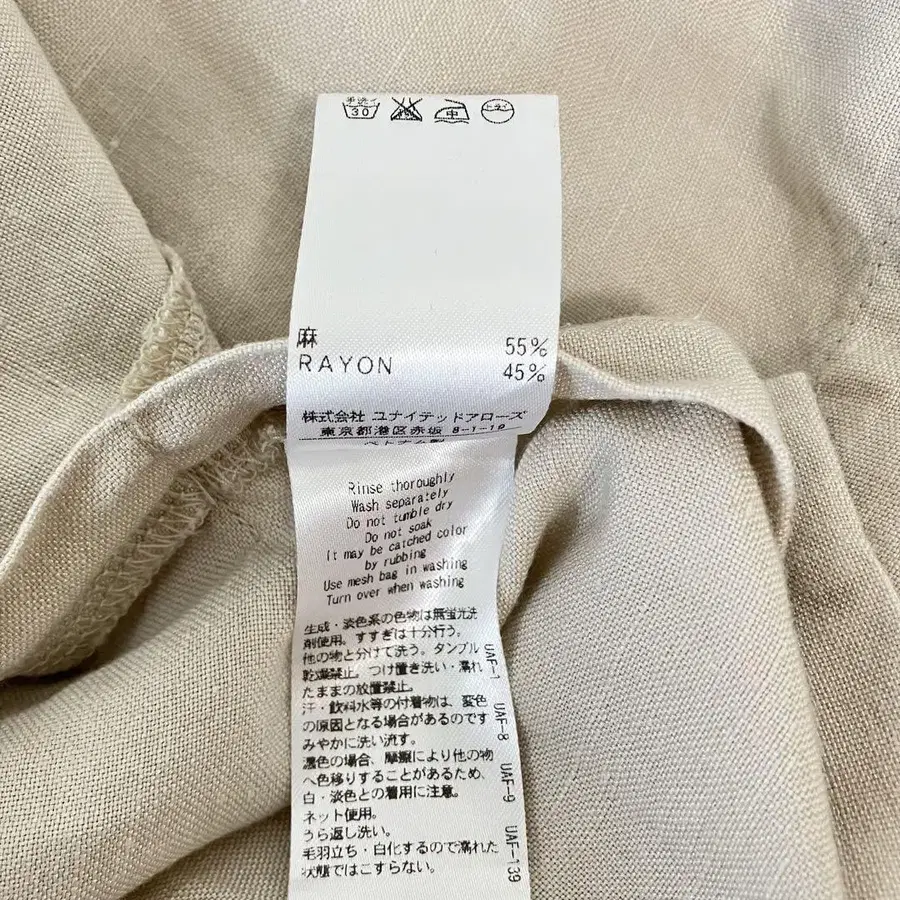 手洗イ
30
中
ドライ
麻 55%
RAYON 45%
株式会社 ユナイテッドアローズ
東京都港区赤坂 8-1-19
Rinse thoroughly
Wash separately
Do not tumble dry
Do not soak
It may be catched color
by rubbing
Use mesh bag in washing
Turn over when washing
生成・淡色系の色物は無蛍光洗
剤使用。すすぎは十分行う。
他の物と分けて洗う。タンブル
乾燥禁止。つけ置き洗い・濡れ
たままの放置禁止。
汗・飲料水等の付着物は、変色
の原因となる場合があるのです
みやかに洗い流す。
濃色の場合、摩擦により他の物
へ色移りすることがあるため、
白・淡色との着用に注意。
ネット使用。
うら返し洗い。
毛羽立ち・白化するので濡れた
状態ではこすらない。
UAF-1
UAF-8
UAF-9
UAF-139